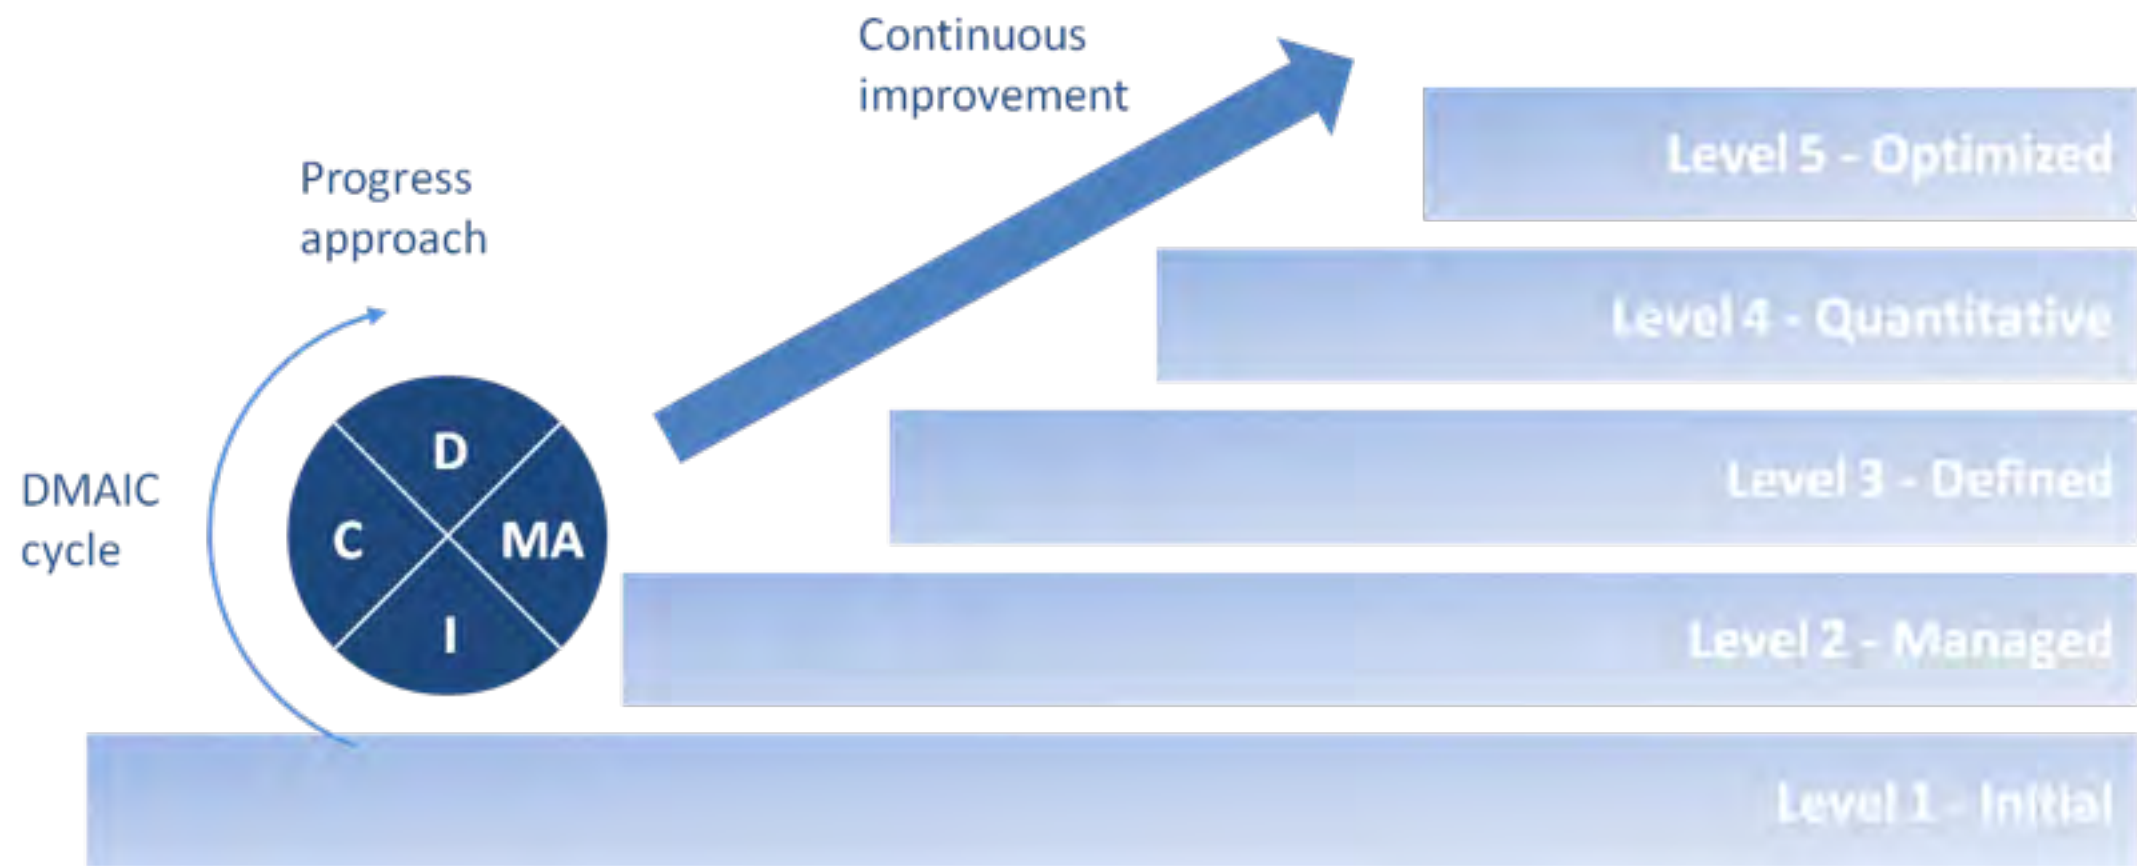 Continuous
improvement
Progress
approach
DMAIC
cycle
D
C
MA
I
Level 5 - Optimized
Level 4 - Quantitative
Level 3 - Defined
Level 2 - Managed
Level 1 - Initial